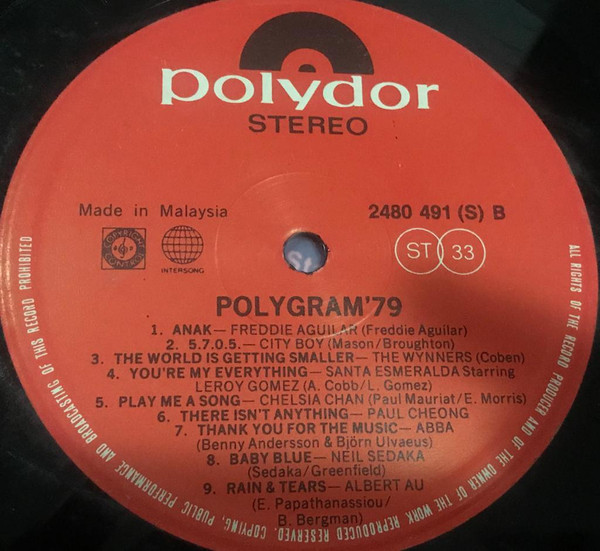 polydor
STEREO
Made in Malaysia
2480 491 (S) B
INTERSONG
St
ST 33
POLYGRAM'79
1. ANAK — FREDDIE AGUILAR (Freddie Aguilar)
2. 5.7.0.5. — CITY BOY (Mason/Broughton)
3. THE WORLD IS GETTING SMALLER — THE WYNNERS (Coben)
4. YOU'RE MY EVERYTHING — SANTA ESMERALDA Starring
LEROY GOMEZ (A. Cobb/L. Gomez)
5. PLAY ME A SONG — CHELSIA CHAN (Paul Mauriat/E. Morris)
6. THERE ISN'T ANYTHING — PAUL CHEONG
7. THANK YOU FOR THE MUSIC — ABBA
(Benny Andersson & Björn Ulvaeus)
8. BABY BLUE — NEIL SEDAKA
(Sedaka/Greenfield)
9. RAIN & TEARS — ALBERT AU
(E. Papathanassiou/
B. Bergman)
ALL RIGHTS OF THE RECORD PRODUCER AND OF THE OWNER OF THE WORK REPRODUCED RESERVED. COPYING, PUBLIC PERFORMANCE AND BROADCASTING OF THIS RECORD PROHIBITED